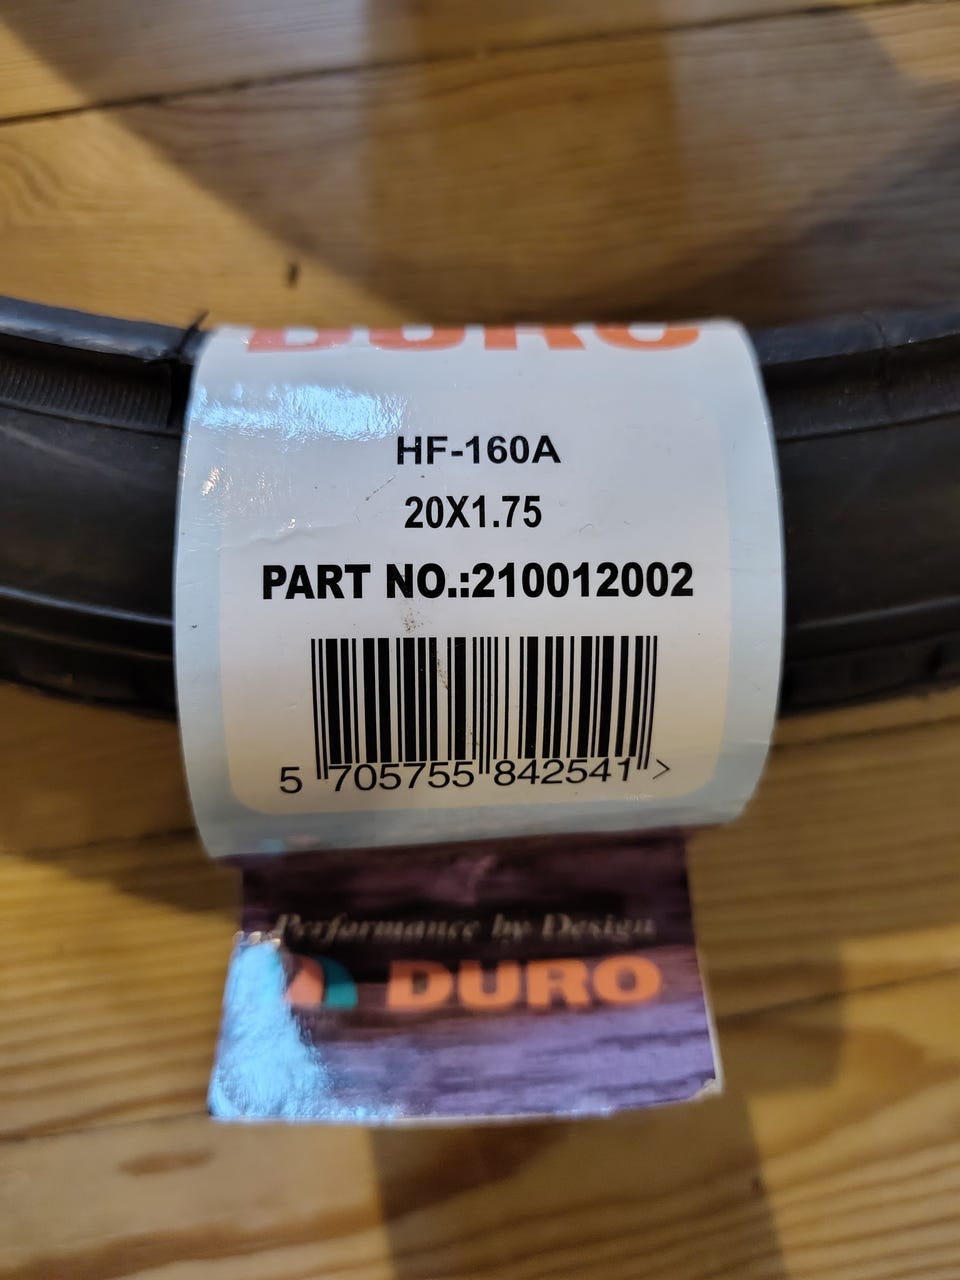 DURO
HF-160A
20X1.75
PART NO.:210012002
5 705755 842541 >
Performance by Design
DURO